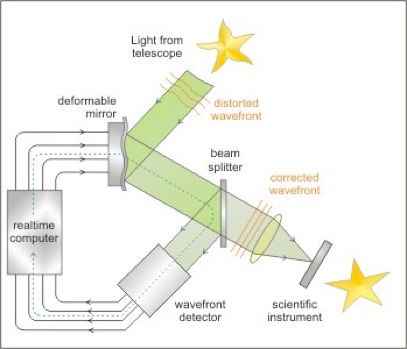 Light from
telescope
deformable
mirror
distorted
wavefront
beam
splitter
corrected
wavefront
realtime
computer
wavefront
detector
scientific
instrument